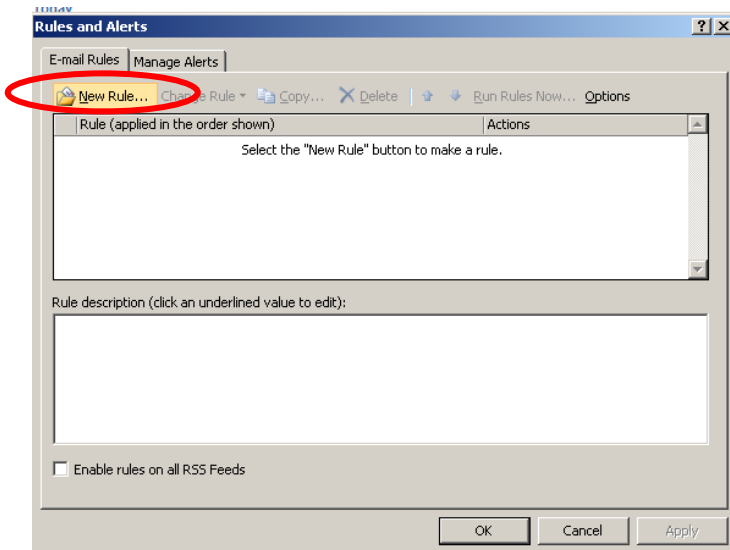 Today
Rules and Alerts
E-mail Rules Manage Alerts
New Rule... Change Rule Copy... Delete Run Rules Now... Options
Rule (applied in the order shown) Actions
Select the "New Rule" button to make a rule.
Rule description (click an underlined value to edit):
Enable rules on all RSS Feeds
OK Cancel Apply